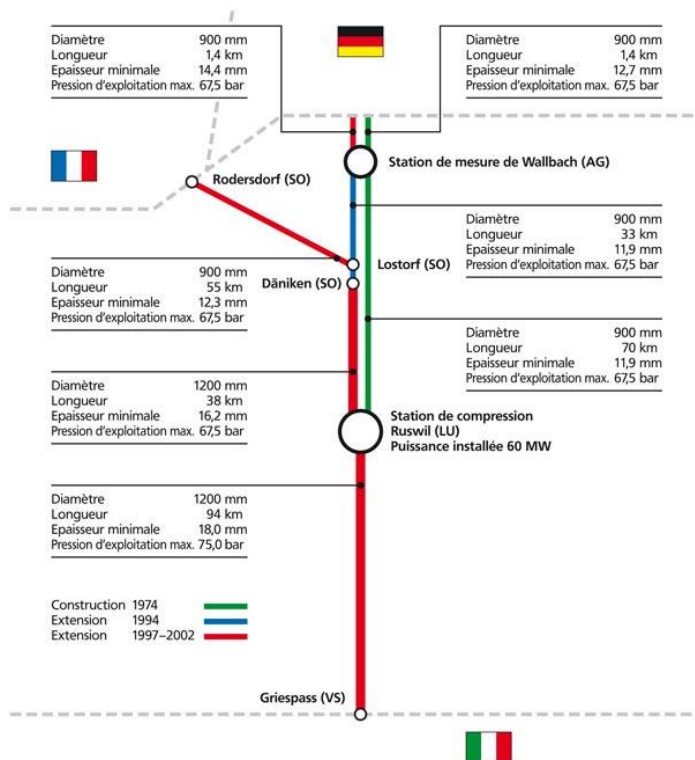 Diamètre 900 mm
Longueur 1,4 km
Epaisseur minimale 14,4 mm
Pression d'exploitation max. 67,5 bar
Diamètre 900 mm
Longueur 1,4 km
Epaisseur minimale 12,7 mm
Pression d'exploitation max. 67,5 bar
Station de mesure de Wallbach (AG)
Rodersdorf (SO)
Diamètre 900 mm
Longueur 33 km
Epaisseur minimale 11,9 mm
Pression d'exploitation max. 67,5 bar
Lostorf (SO)
Däniken (SO)
Diamètre 900 mm
Longueur 55 km
Epaisseur minimale 12,3 mm
Pression d'exploitation max. 67,5 bar
Diamètre 900 mm
Longueur 70 km
Epaisseur minimale 11,9 mm
Pression d'exploitation max. 67,5 bar
Diamètre 1200 mm
Longueur 38 km
Epaisseur minimale 16,2 mm
Pression d'exploitation max. 67,5 bar
Station de compression
Ruswil (LU)
Puissance installée 60 MW
Diamètre 1200 mm
Longueur 94 km
Epaisseur minimale 18,0 mm
Pression d'exploitation max. 75,0 bar
Construction 1974
Extension 1994
Extension 1997–2002
Griespass (VS)